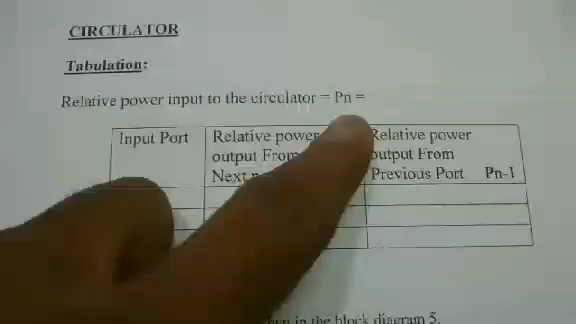 CIRCULATOR
Tabulation:
Relative power input to the circulator = Pn =
Input Port
Relative power
output From
Next
Relative power
output From
Previous Port Pn-1
in the block diagram 5.